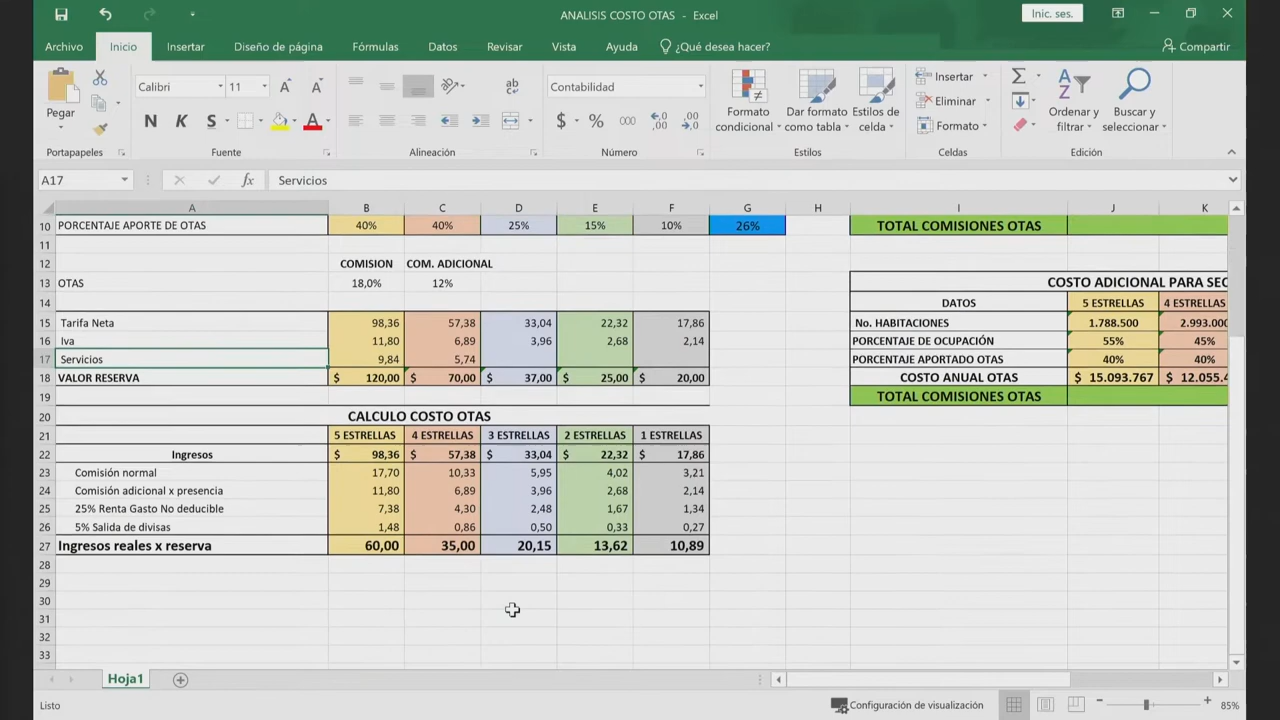 ANALISIS COSTO OTAS - Excel
Inic. ses.
Archivo Inicio Insertar Diseño de página Fórmulas Datos Revisar Vista Ayuda ¿Qué desea hacer? Compartir
Pegar
Calibri 11
N K S
A A
ab
Contabilidad
$ % 000
Formato condicional
Dar formato como tabla
Estilos de celda
Insertar
Eliminar
Formato
Ordenar y filtrar
Buscar y seleccionar
Portapapeles Fuente Alineación Número Estilos Celdas Edición
A17 fx Servicios
A B C D E F G H I J K
10 PORCENTAJE APORTE DE OTAS 40% 40% 25% 15% 10% 26% TOTAL COMISIONES OTAS
11
12 COMISION COM. ADICIONAL
13 OTAS 18,0% 12% COSTO ADICIONAL PARA SEC
14 DATOS 5 ESTRELLAS 4 ESTRELLAS
15 Tarifa Neta 98,36 57,38 33,04 22,32 17,86 No. HABITACIONES 1.788.500 2.993.000
16 Iva 11,80 6,89 3,96 2,68 2,14 PORCENTAJE DE OCUPACIÓN 55% 45%
17 Servicios 9,84 5,74 PORCENTAJE APORTADO OTAS 40% 40%
18 VALOR RESERVA $ 120,00 $ 70,00 $ 37,00 $ 25,00 $ 20,00 COSTO ANUAL OTAS $ 15.093.767 $ 12.055.4
19 TOTAL COMISIONES OTAS
20 CALCULO COSTO OTAS
21 5 ESTRELLAS 4 ESTRELLAS 3 ESTRELLAS 2 ESTRELLAS 1 ESTRELLAS
22 Ingresos $ 98,36 $ 57,38 $ 33,04 $ 22,32 $ 17,86
23 Comisión normal 17,70 10,33 5,95 4,02 3,21
24 Comisión adicional x presencia 11,80 6,89 3,96 2,68 2,14
25 25% Renta Gasto No deducible 7,38 4,30 2,48 1,67 1,34
26 5% Salida de divisas 1,48 0,86 0,50 0,33 0,27
27 Ingresos reales x reserva 60,00 35,00 20,15 13,62 10,89
28
29
30
31
32
33
Hoja1
Listo Configuración de visualización 85%